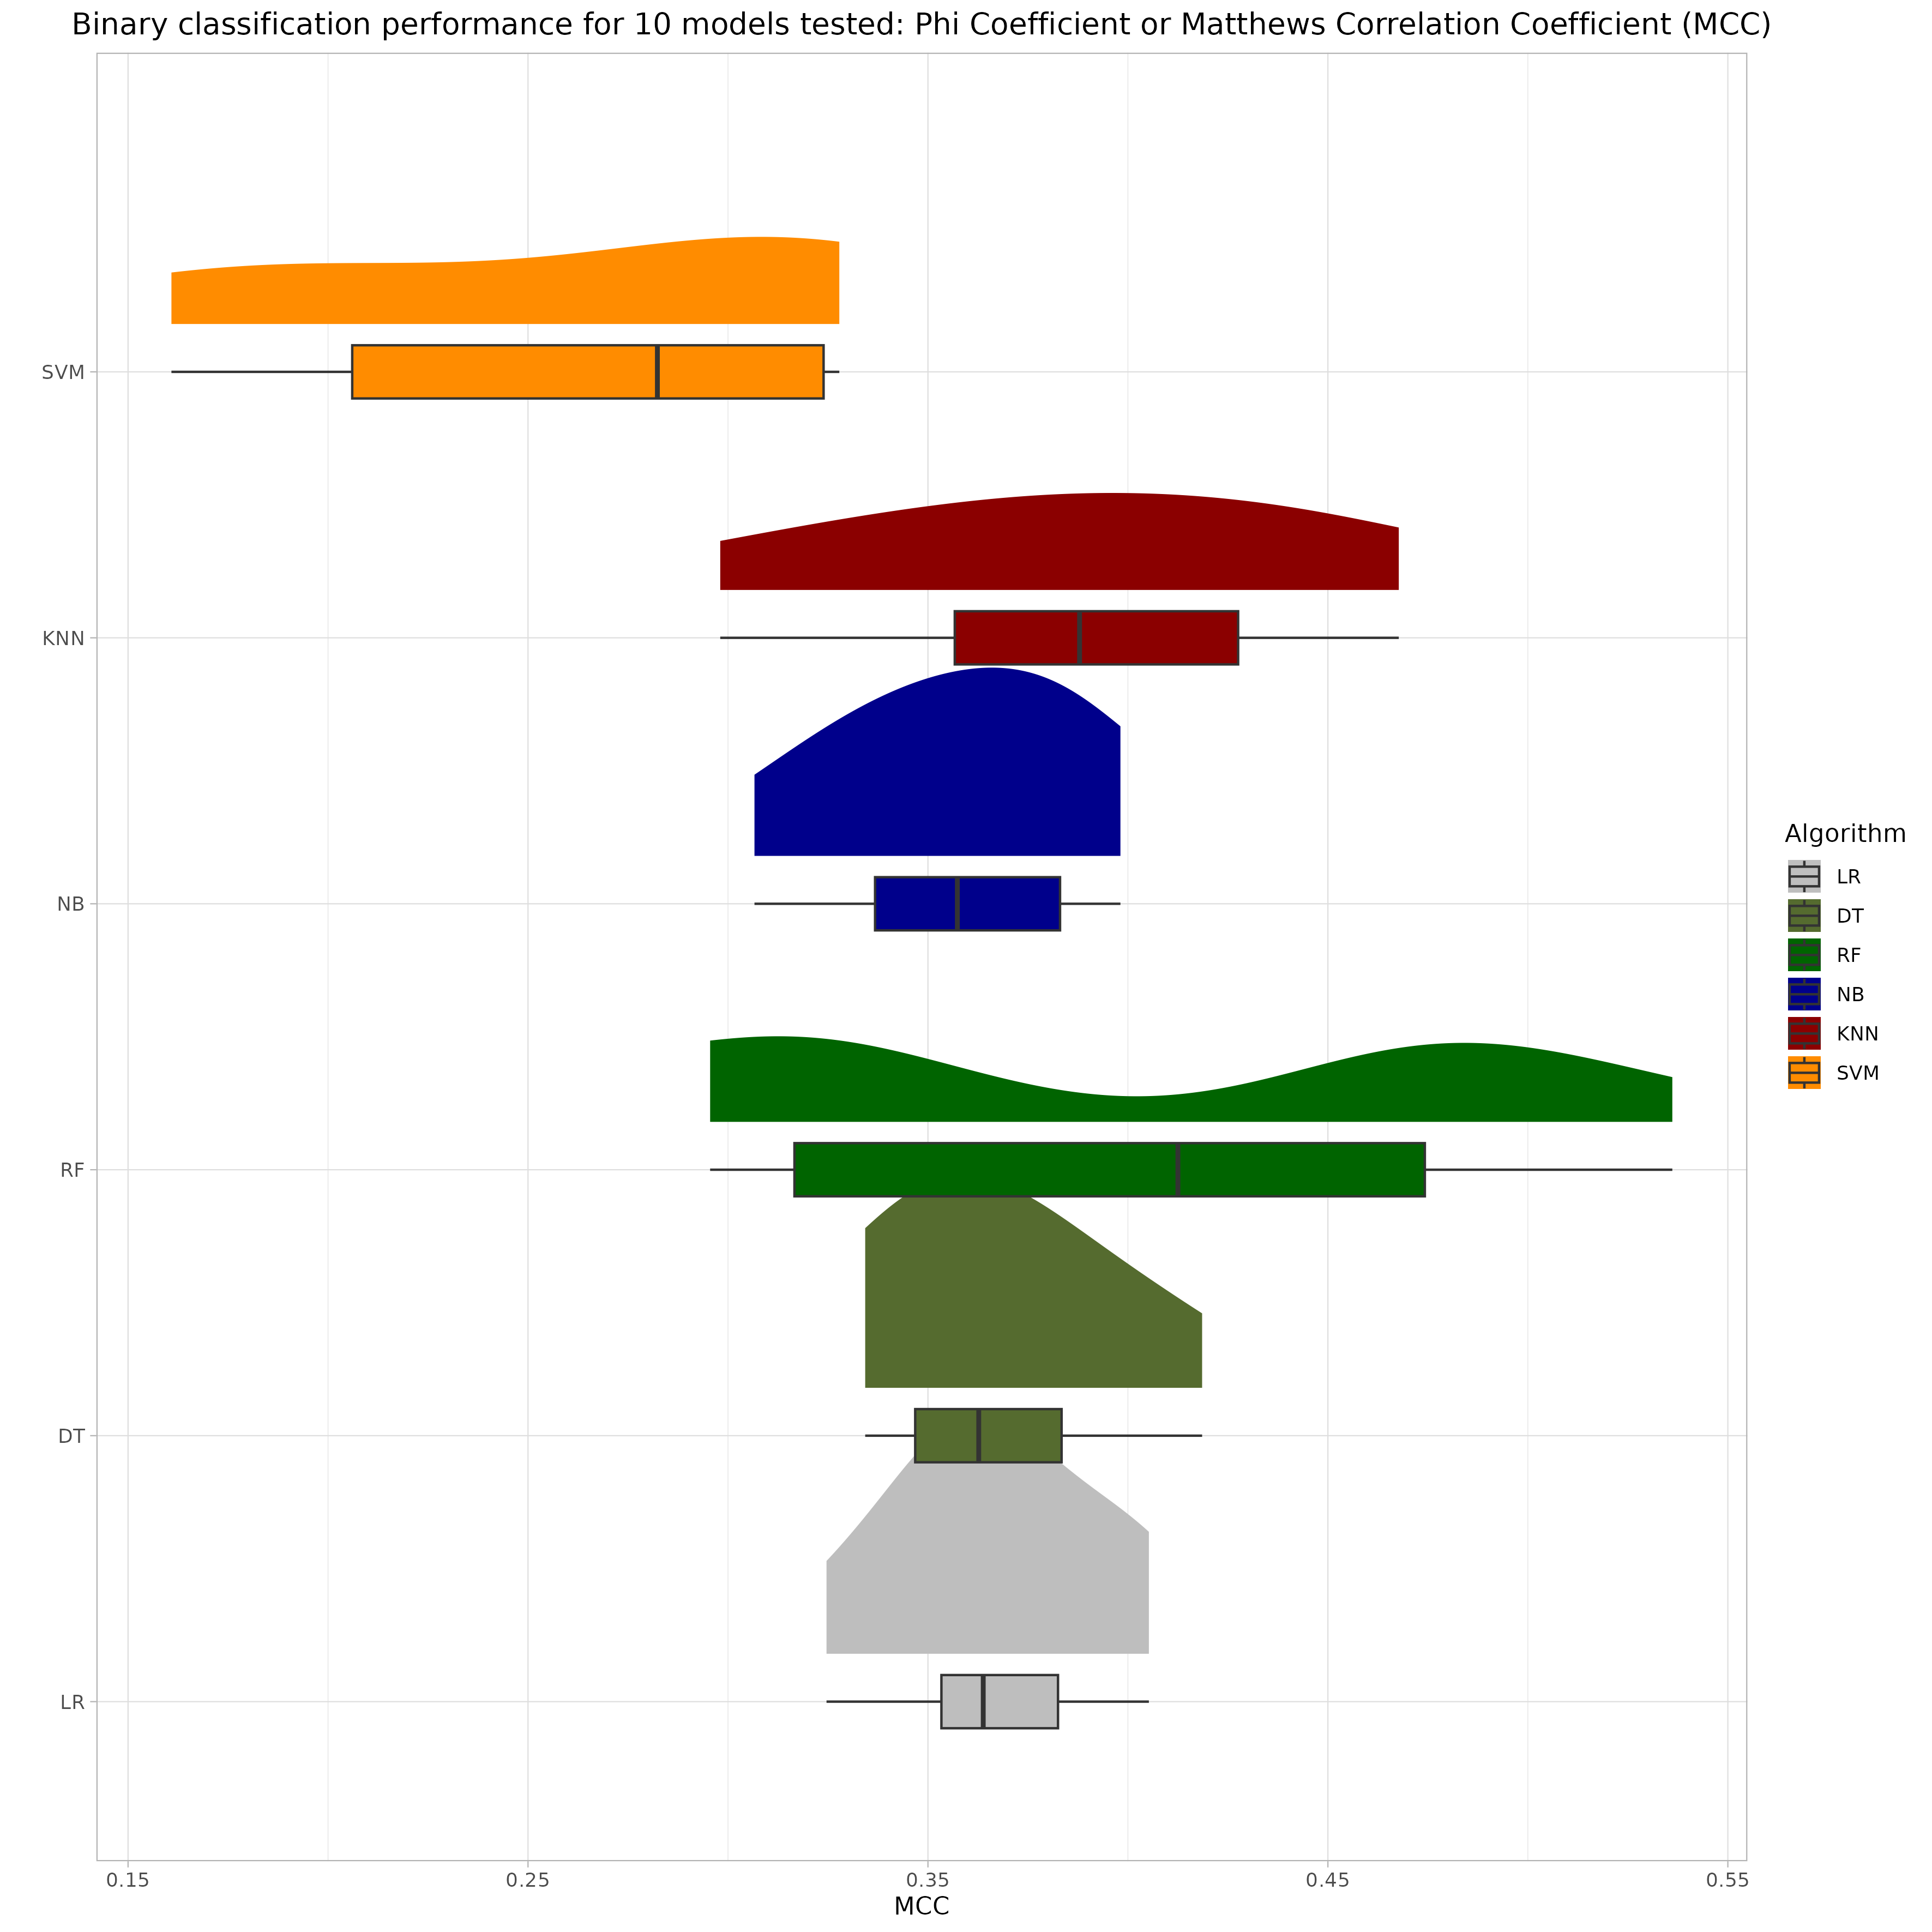 Binary classification performance for 10 models tested: Phi Coefficient or Matthews Correlation Coefficient (MCC)
SVM
KNN
NB
RF
DT
LR
0.15
0.25
0.35
0.45
0.55
MCC
Algorithm
LR
DT
RF
NB
KNN
SVM